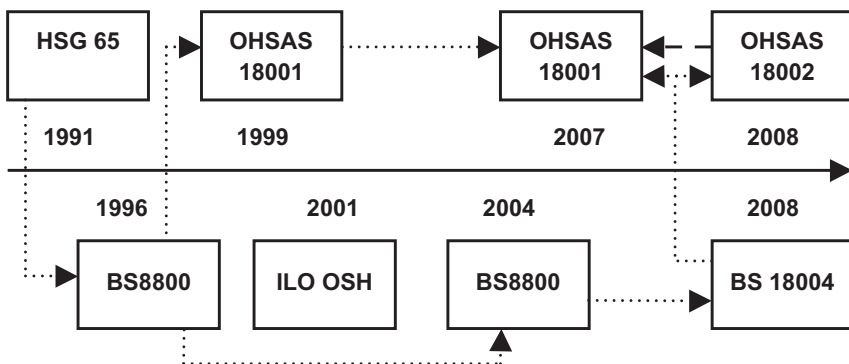 HSG 65
OHSAS
18001
OHSAS
18001
OHSAS
18002
1991
1999
2007
2008
1996
2001
2004
2008
BS8800
ILO OSH
BS8800
BS 18004